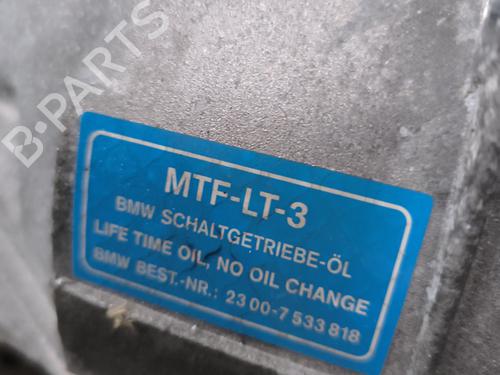 B-PARTS
MTF-LT-3
BMW SCHALTGETRIEBE-ÖL
LIFE TIME OIL, NO OIL CHANGE
BMW BEST.-NR.: 23 00-7 533 818